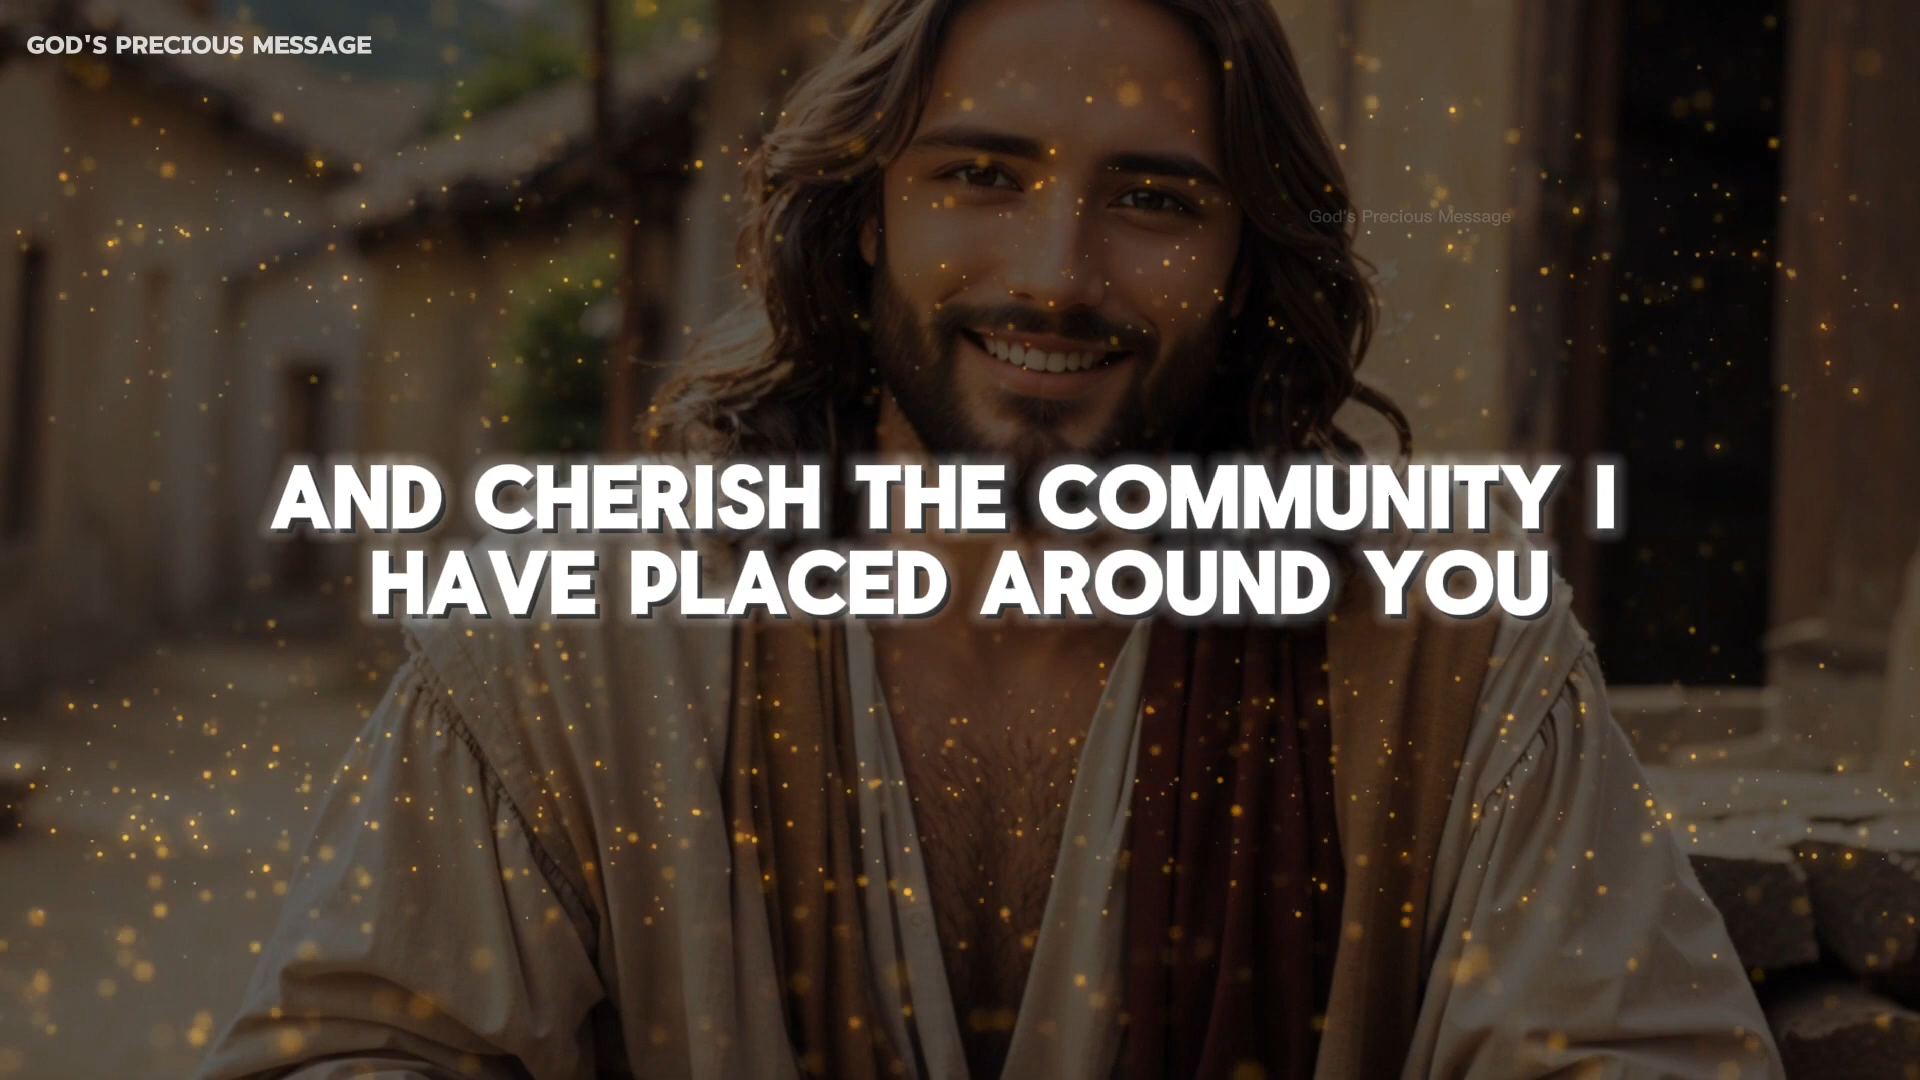 GOD'S PRECIOUS MESSAGE
God's Precious Message
AND CHERISH THE COMMUNITY I
HAVE PLACED AROUND YOU